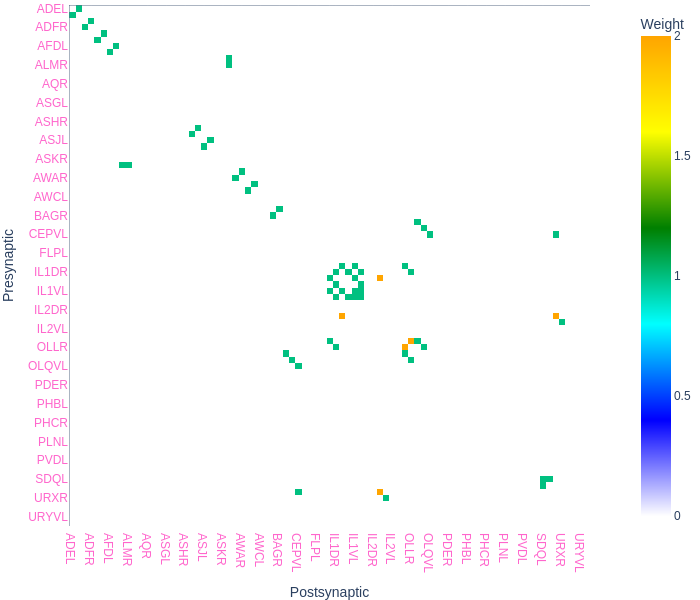 Weight
2
1.5
1
0.5
0
Presynaptic
ADEL
ADFR
AFDL
ALMR
AQR
ASGL
ASHR
ASJL
ASKR
AWAR
AWCL
BAGR
CEPVL
FLPL
IL1DR
IL1VL
IL2DR
IL2VL
OLLR
OLQVL
PDER
PHBL
PHCR
PLNL
PVDL
SDQL
URXR
URYVL
ADEL
ADFR
AFDL
ALMR
AQR
ASGL
ASHR
ASJL
ASKR
AWAR
AWCL
BAGR
CEPVL
FLPL
IL1DR
IL1VL
IL2DR
IL2VL
OLLR
OLQVL
PDER
PHBL
PHCR
PLNL
PVDL
SDQL
URXR
URYVL
Postsynaptic